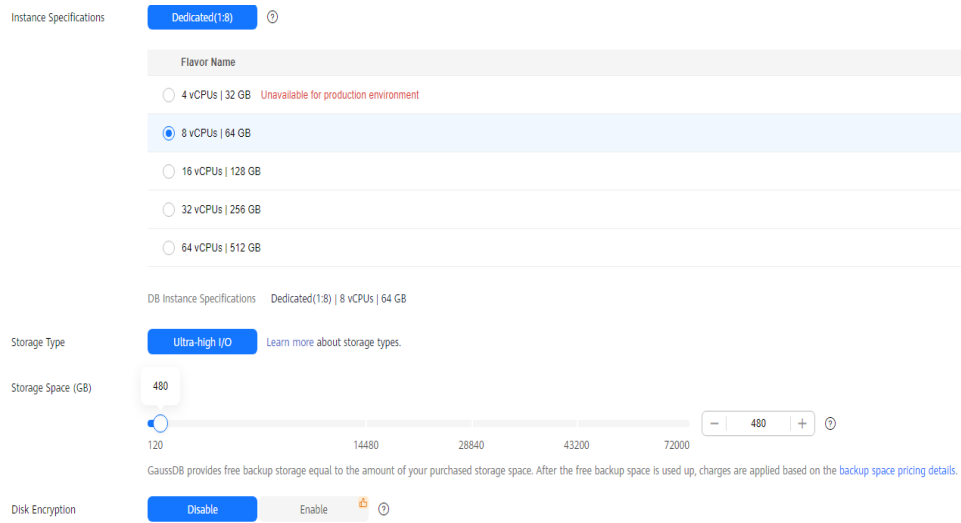 Instance Specifications Dedicated(1:8) ?
Flavor Name
4 vCPUs | 32 GB Unavailable for production environment
8 vCPUs | 64 GB
16 vCPUs | 128 GB
32 vCPUs | 256 GB
64 vCPUs | 512 GB
DB Instance Specifications Dedicated(1:8) | 8 vCPUs | 64 GB
Storage Type Ultra-high I/O Learn more about storage types.
Storage Space (GB) 480
− 480 + ?
120 14480 28840 43200 72000
GaussDB provides free backup storage equal to the amount of your purchased storage space. After the free backup space is used up, charges are applied based on the backup space pricing details.
Disk Encryption Disable Enable ?